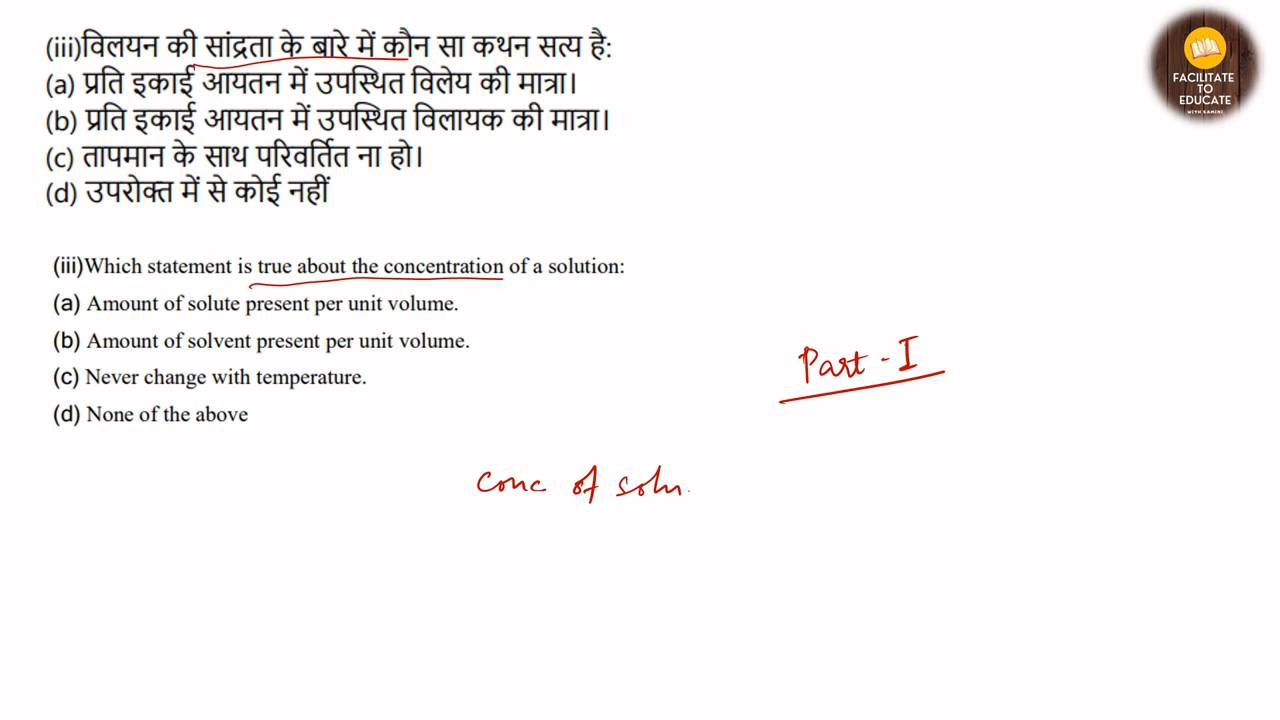 (iii)विलयन की सांद्रता के बारे में कौन सा कथन सत्य है:
(a) प्रति इकाई आयतन में उपस्थित विलेय की मात्रा।
(b) प्रति इकाई आयतन में उपस्थित विलायक की मात्रा।
(c) तापमान के साथ परिवर्तित ना हो।
(d) उपरोक्त में से कोई नहीं
FACILITATE
TO
EDUCATE
WITH RAMINI
(iii)Which statement is true about the concentration of a solution:
(a) Amount of solute present per unit volume.
(b) Amount of solvent present per unit volume.
(c) Never change with temperature.
(d) None of the above
Part - I
Conc of soln.